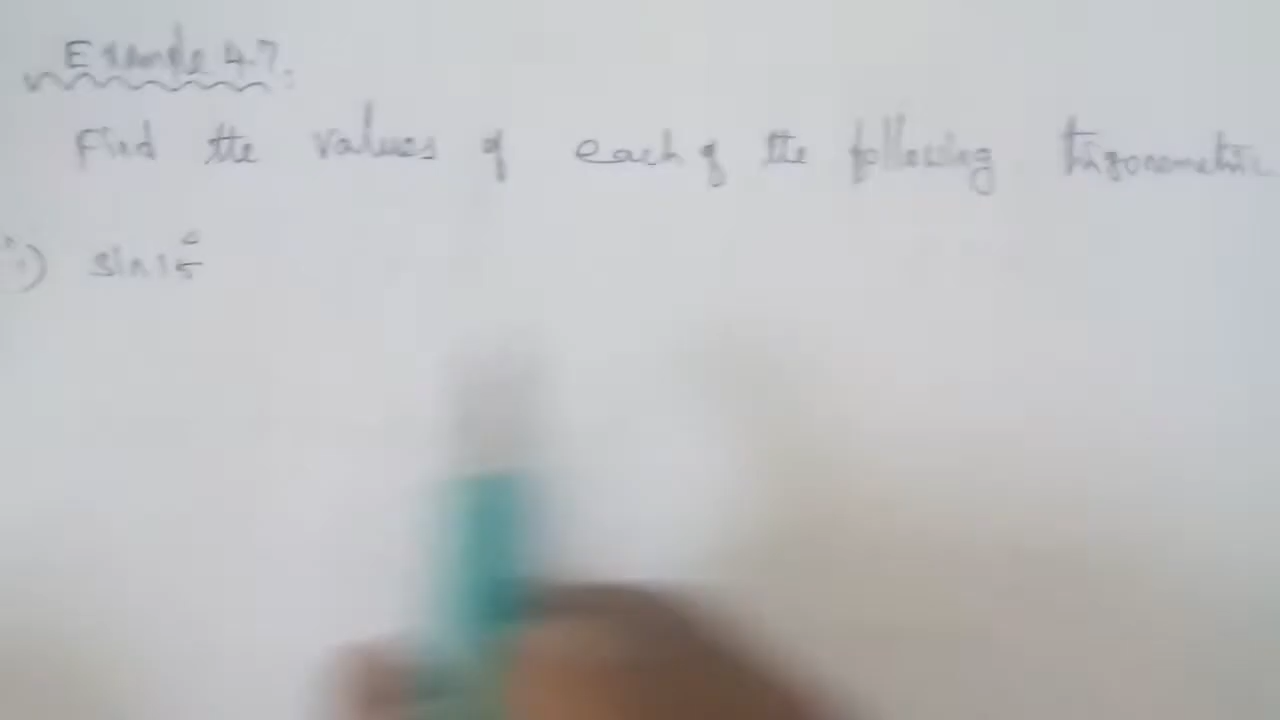 Example 4.7.
Find the values of each of the following trigonometric
sin 15°